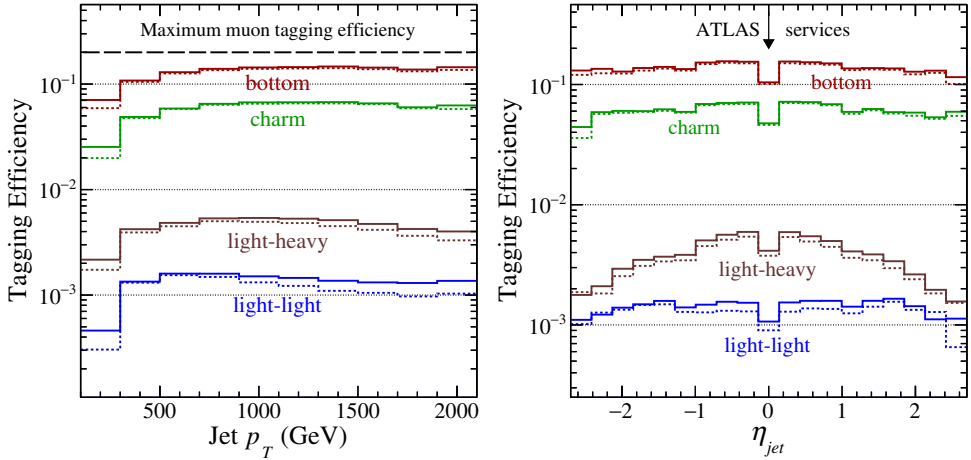 Maximum muon tagging efficiency
bottom
charm
light-heavy
light-light
10⁻¹
10⁻²
10⁻³
Tagging Efficiency
500 1000 1500 2000
Jet p_T (GeV)
ATLAS services
bottom
charm
light-heavy
light-light
10⁻¹
10⁻²
10⁻³
Tagging Efficiency
−2 −1 0 1 2
η_jet